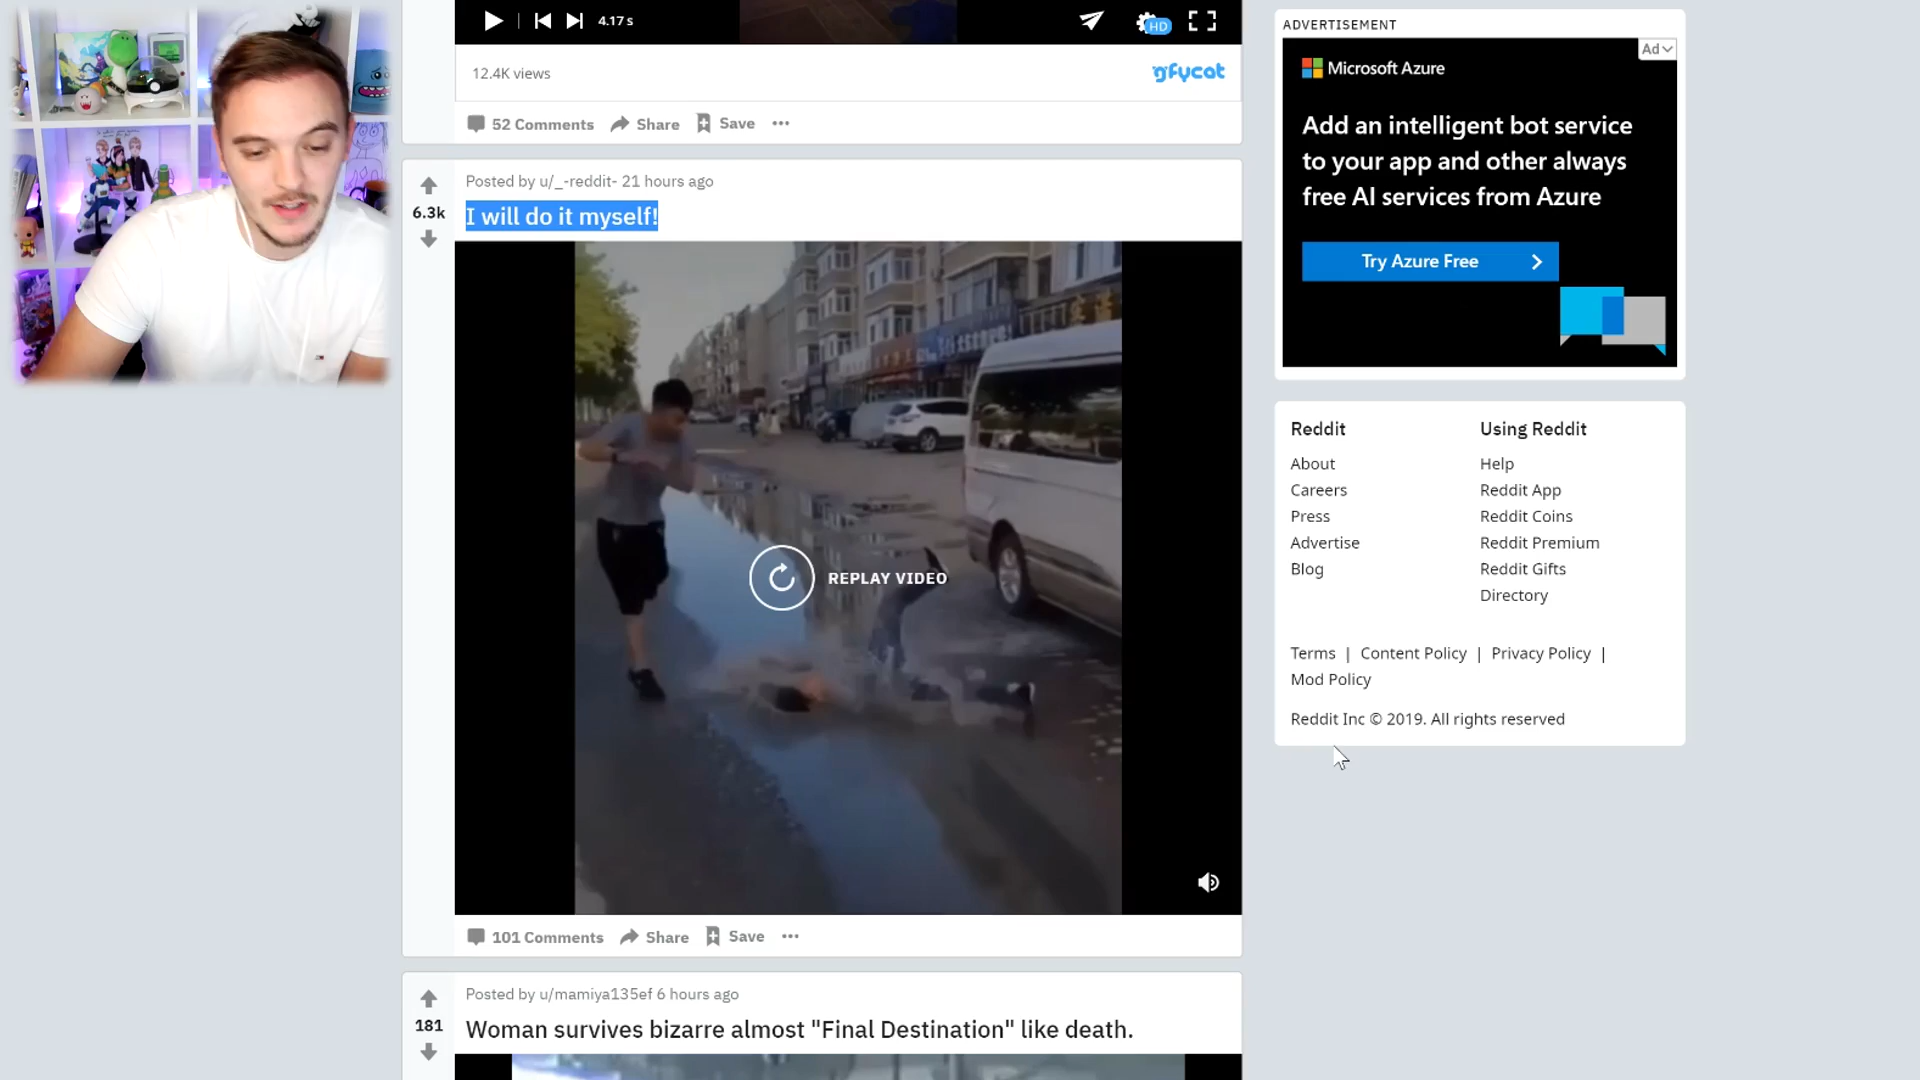 4.17 s
HD
12.4K views
gfycat
52 Comments
Share
Save
Posted by u/_-reddit- 21 hours ago
6.3k
I will do it myself!
REPLAY VIDEO
101 Comments
Share
Save
Posted by u/mamiya135ef 6 hours ago
181
Woman survives bizarre almost "Final Destination" like death.
ADVERTISEMENT
Ad
Microsoft Azure
Add an intelligent bot service
to your app and other always
free AI services from Azure
Try Azure Free
Reddit
Using Reddit
About
Help
Careers
Reddit App
Press
Reddit Coins
Advertise
Reddit Premium
Blog
Reddit Gifts
Directory
Terms | Content Policy | Privacy Policy |
Mod Policy
Reddit Inc © 2019. All rights reserved